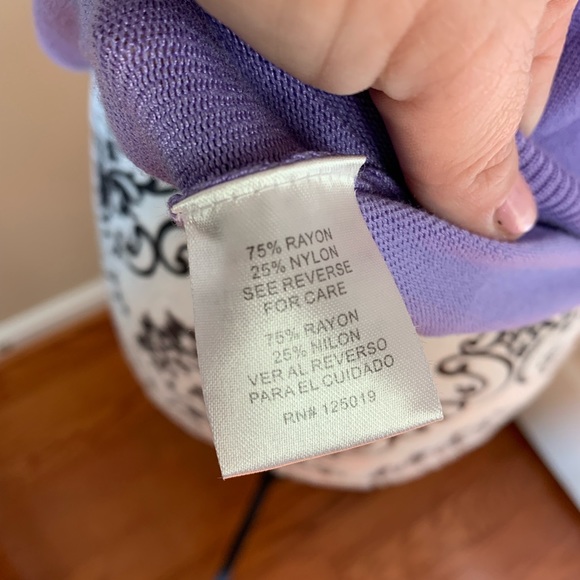 75% RAYON
25% NYLON
SEE REVERSE
FOR CARE
75% RAYON
25% NILON
VER AL REVERSO
PARA EL CUIDADO
RN# 125019